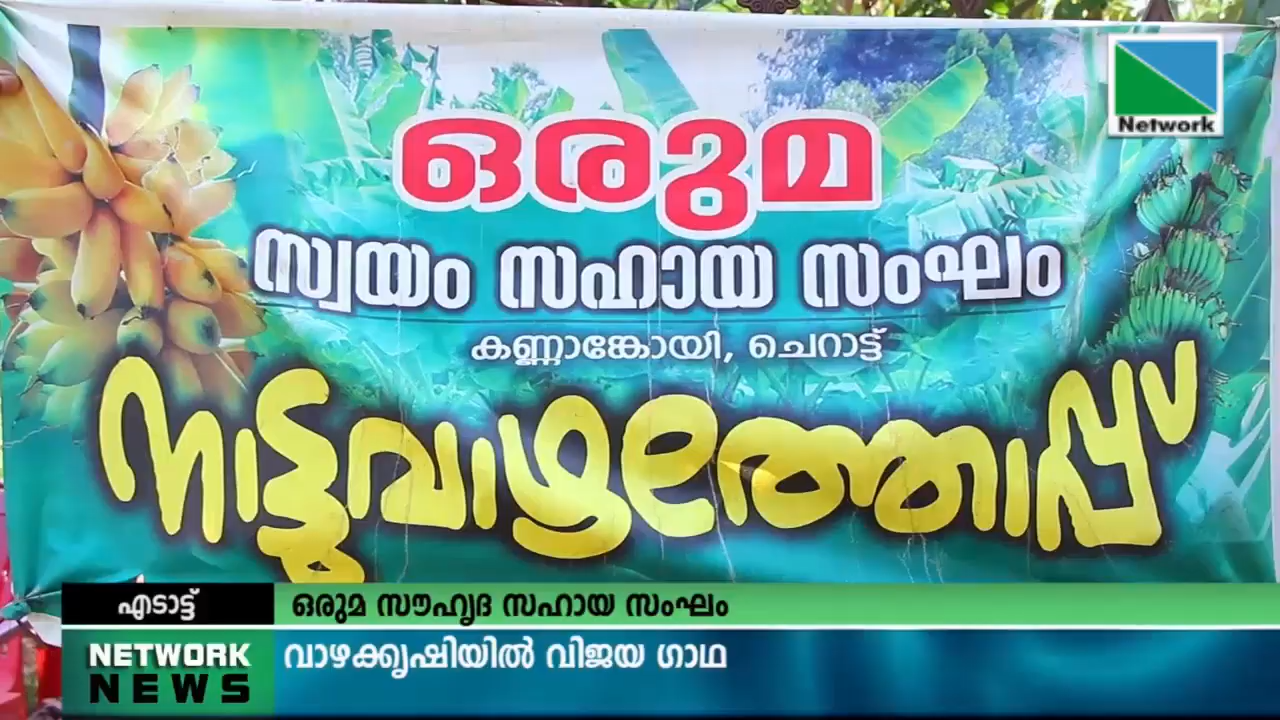 Network
ഒരുമ
സ്വയം സഹായ സംഘം
കണ്ണാങ്കോയി, ചെറാട്ട്
നാട്ടുവാഴത്തോപ്പ്
എടാട്ട്
ഒരുമ സൗഹൃദ സഹായ സംഘം
NETWORK NEWS
വാഴക്കൃഷിയിൽ വിജയ ഗാഥ